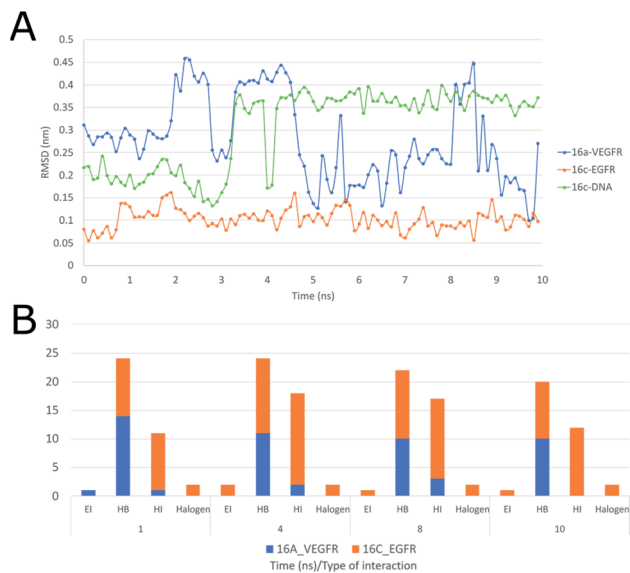 A
0.5
0.45
0.4
0.35
0.3
0.25
0.2
0.15
0.1
0.05
0
RMSD (nm)
0 1 2 3 4 5 6 7 8 9 10
Time (ns)
16a-VEGFR
16c-EGFR
16c-DNA
B
30
25
20
15
10
5
0
EI HB HI Halogen EI HB HI Halogen EI HB HI Halogen EI HB HI Halogen
1 4 8 10
16A_VEGFR 16C_EGFR
Time (ns)/Type of interaction